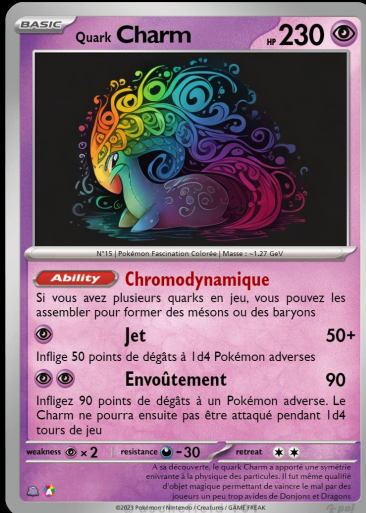 BASIC
Quark Charm HP 230
N°15 | Pokémon Fascination Colorée | Masse : ~1.27 GeV
Ability Chromodynamique
Si vous avez plusieurs quarks en jeu, vous pouvez les
assembler pour former des mésons ou des baryons
Jet 50+
Inflige 50 points de dégâts à 1d4 Pokémon adverses
Envoûtement 90
Infligez 90 points de dégâts à un Pokémon adverse. Le
Charm ne pourra ensuite pas être attaqué pendant 1d4
tours de jeu
weakness × 2 resistance -30 retreat
A sa découverte, le quark Charm a apporté une symétrie
enivrante à la physique des particules. Il fut même qualifié
d'objet magique permettant de vaincre le mal par des
joueurs un peu trop avides de Donjons et Dragons
©2023 Pokémon / Nintendo / Creatures / GAME FREAK